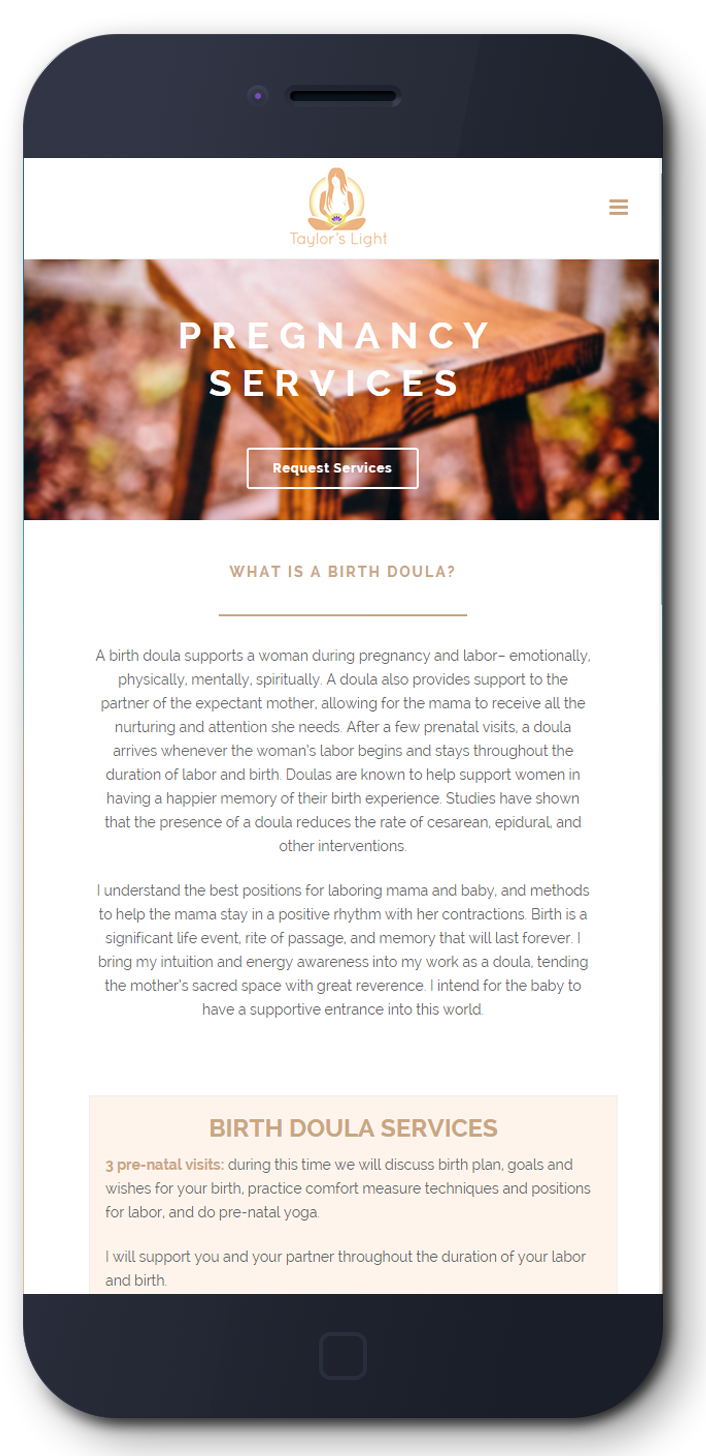 Taylor's Light
PREGNANCY
SERVICES
Request Services
WHAT IS A BIRTH DOULA?
A birth doula supports a woman during pregnancy and labor– emotionally,
physically, mentally, spiritually. A doula also provides support to the
partner of the expectant mother, allowing for the mama to receive all the
nurturing and attention she needs. After a few prenatal visits, a doula
arrives whenever the woman's labor begins and stays throughout the
duration of labor and birth. Doulas are known to help support women in
having a happier memory of their birth experience. Studies have shown
that the presence of a doula reduces the rate of cesarean, epidural, and
other interventions.
I understand the best positions for laboring mama and baby, and methods
to help the mama stay in a positive rhythm with her contractions. Birth is a
significant life event, rite of passage, and memory that will last forever. I
bring my intuition and energy awareness into my work as a doula, tending
the mother's sacred space with great reverence. I intend for the baby to
have a supportive entrance into this world.
BIRTH DOULA SERVICES
3 pre-natal visits: during this time we will discuss birth plan, goals and
wishes for your birth, practice comfort measure techniques and positions
for labor, and do pre-natal yoga.
I will support you and your partner throughout the duration of your labor
and birth.